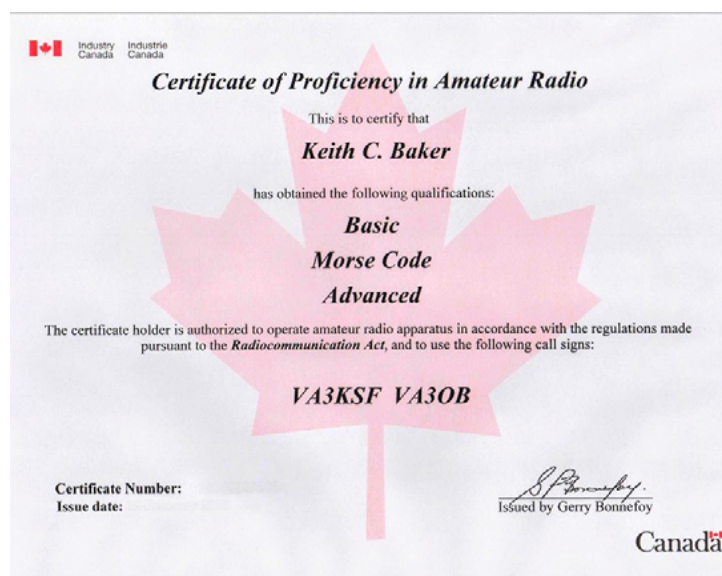 Industry Industrie
Canada Canada
Certificate of Proficiency in Amateur Radio
This is to certify that
Keith C. Baker
has obtained the following qualifications:
Basic
Morse Code
Advanced
The certificate holder is authorized to operate amateur radio apparatus in accordance with the regulations made
pursuant to the Radiocommunication Act, and to use the following call signs:
VA3KSF VA3OB
Certificate Number:
Issue date:
Issued by Gerry Bonnefoy
Canada